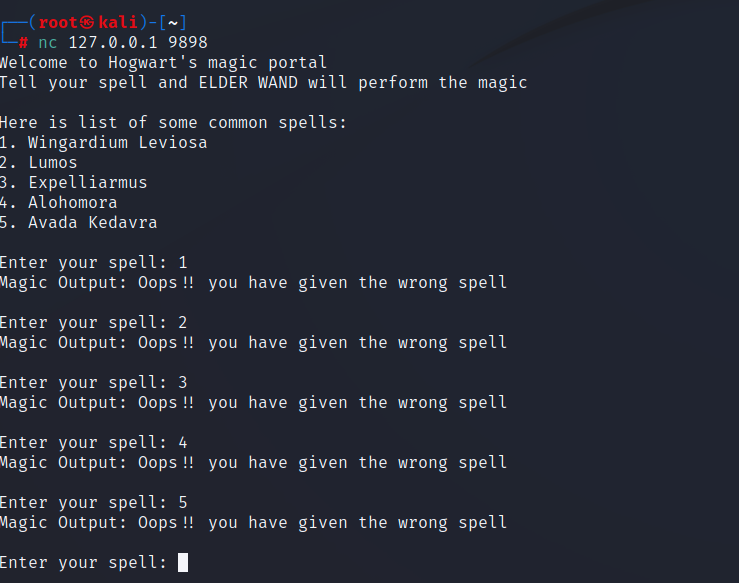 ┌──(root㉿kali)-[~]
└─# nc 127.0.0.1 9898
Welcome to Hogwart's magic portal
Tell your spell and ELDER WAND will perform the magic
Here is list of some common spells:
1. Wingardium Leviosa
2. Lumos
3. Expelliarmus
4. Alohomora
5. Avada Kedavra
Enter your spell: 1
Magic Output: Oops!! you have given the wrong spell
Enter your spell: 2
Magic Output: Oops!! you have given the wrong spell
Enter your spell: 3
Magic Output: Oops!! you have given the wrong spell
Enter your spell: 4
Magic Output: Oops!! you have given the wrong spell
Enter your spell: 5
Magic Output: Oops!! you have given the wrong spell
Enter your spell: